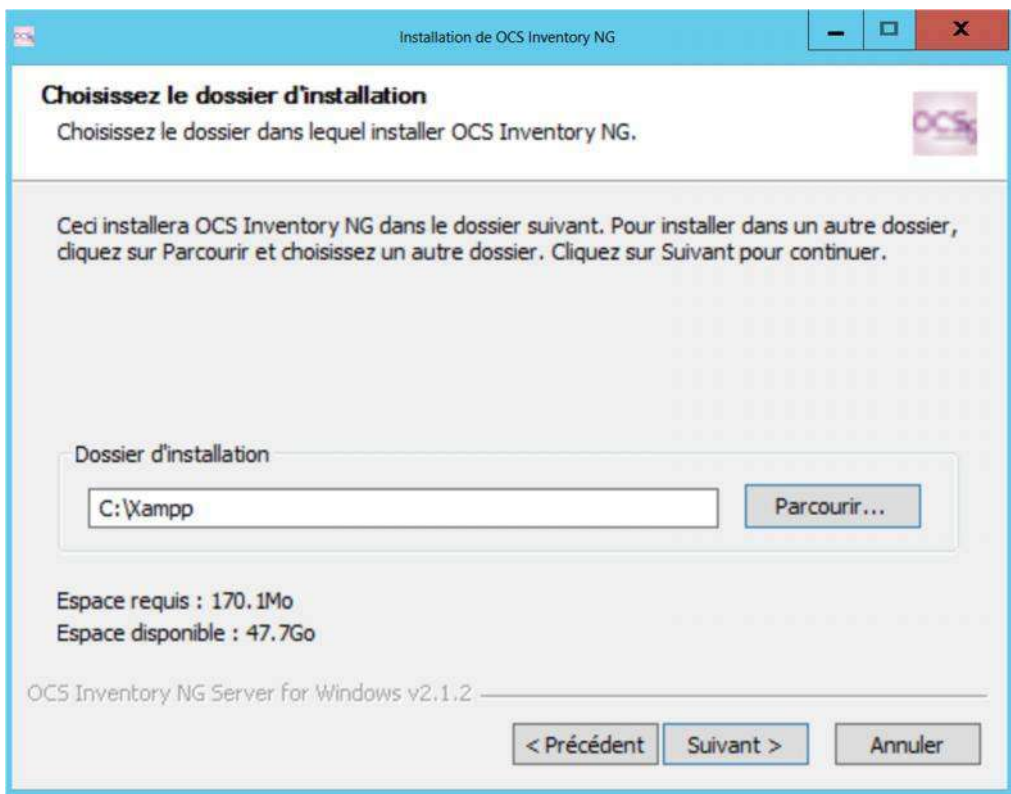 Installation de OCS Inventory NG
Choisissez le dossier d'installation
Choisissez le dossier dans lequel installer OCS Inventory NG.
OCS
Ceci installera OCS Inventory NG dans le dossier suivant. Pour installer dans un autre dossier,
cliquez sur Parcourir et choisissez un autre dossier. Cliquez sur Suivant pour continuer.
Dossier d'installation
C:\Xampp
Parcourir...
Espace requis : 170.1Mo
Espace disponible : 47.7Go
OCS Inventory NG Server for Windows v2.1.2
< Précédent
Suivant >
Annuler